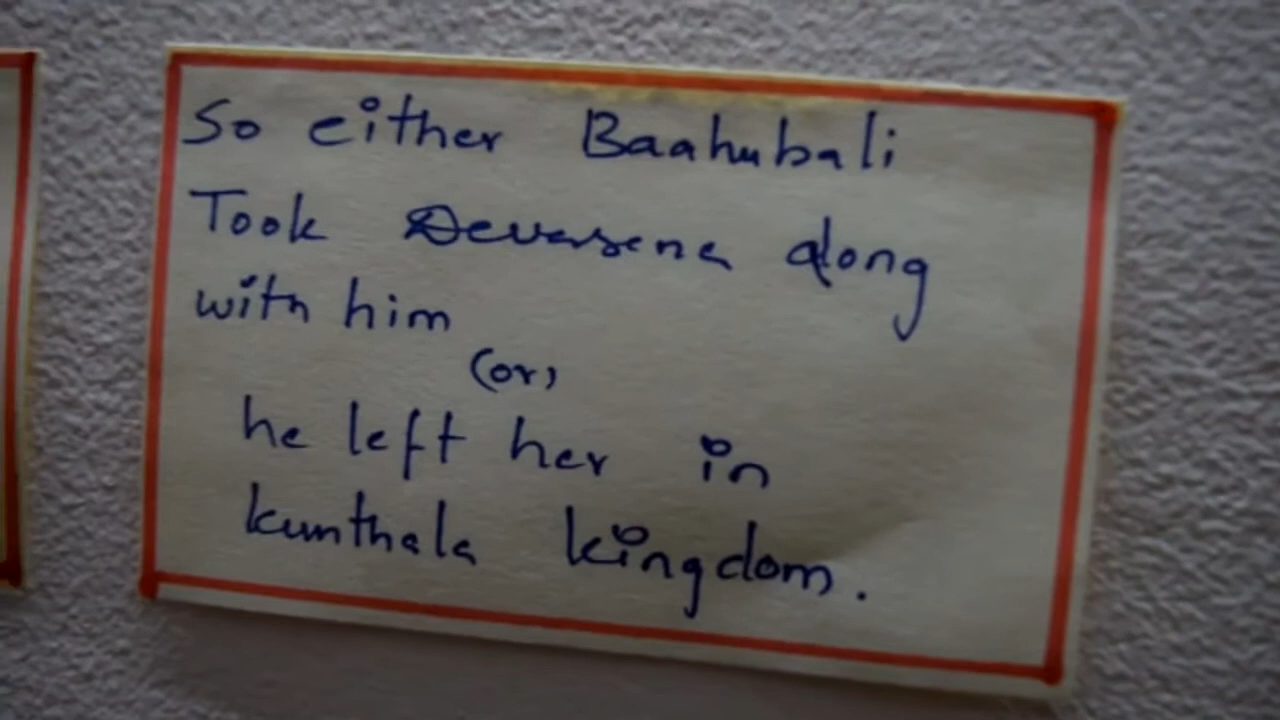 So either Baahubali
Took Devasena along
with him
(or)
he left her in
kunthala kingdom.